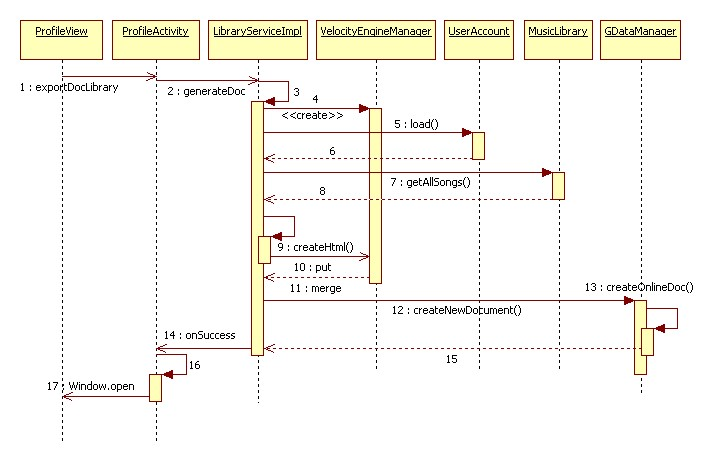 ProfileView
ProfileActivity
LibraryServiceImpl
VelocityEngineManager
UserAccount
MusicLibrary
GDataManager
1 : exportDocLibrary
2 : generateDoc
3
4
<<create>>
5 : load()
6
7 : getAllSongs()
8
9 : createHtml()
10 : put
11 : merge
13 : createOnlineDoc()
12 : createNewDocument()
14 : onSuccess
15
16
17 : Window.open